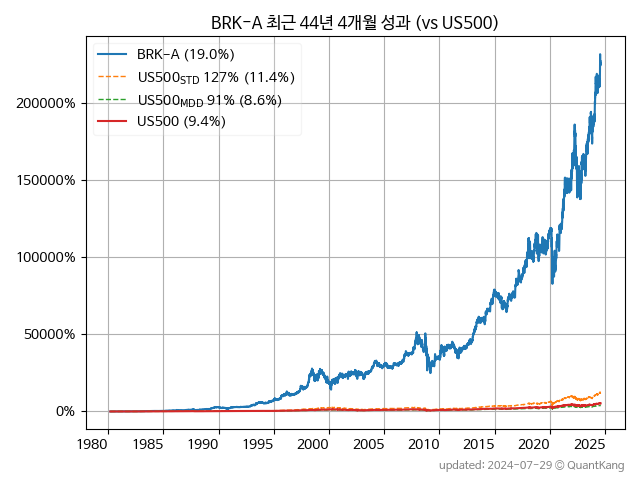 BRK-A 최근 44년 4개월 성과 (vs US500)
BRK-A (19.0%)
US500STD 127% (11.4%)
US500MDD 91% (8.6%)
US500 (9.4%)
200000%
150000%
100000%
50000%
0%
1980 1985 1990 1995 2000 2005 2010 2015 2020 2025
updated: 2024-07-29 © QuantKang